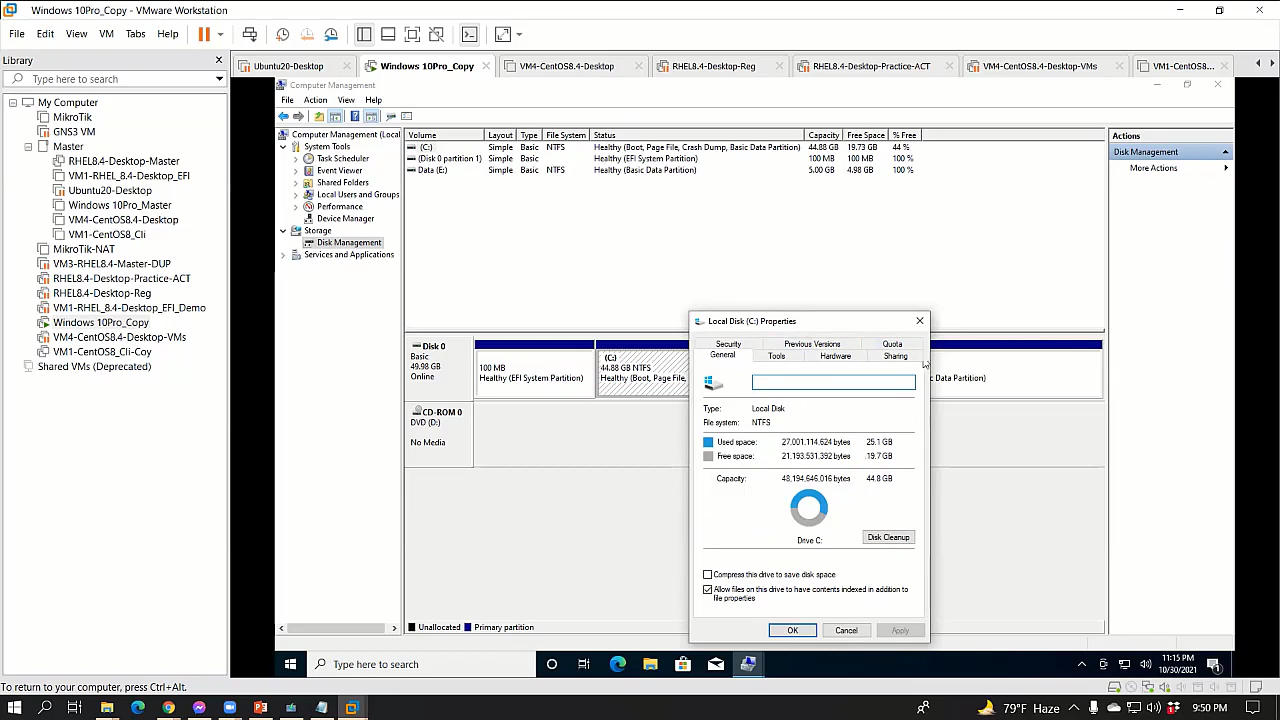 Windows 10Pro_Copy - VMware Workstation
File Edit View VM Tabs Help
Library
Type here to search
My Computer
MikroTik
GNS3 VM
Master
RHEL8.4-Desktop-Master
VM1-RHEL_8.4-Desktop_EFI
Ubuntu20-Desktop
Windows 10Pro_Master
VM4-CentOS8.4-Desktop
VM1-CentOS8_Cli
MikroTik-NAT
VM3-RHEL8.4-Master-DUP
RHEL8.4-Desktop-Practice-ACT
RHEL8.4-Desktop-Reg
VM1-RHEL_8.4-Desktop_EFI_Demo
Windows 10Pro_Copy
VM4-CentOS8.4-Desktop-VMs
VM1-CentOS8_Cli-Coy
Shared VMs (Deprecated)
Ubuntu20-Desktop Windows 10Pro_Copy VM4-CentOS8.4-Desktop RHEL8.4-Desktop-Reg RHEL8.4-Desktop-Practice-ACT VM4-CentOS8.4-Desktop-VMs VM1-CentOS8...
Computer Management
File Action View Help
Computer Management (Local
System Tools
Task Scheduler
Event Viewer
Shared Folders
Local Users and Groups
Performance
Device Manager
Storage
Disk Management
Services and Applications
Volume Layout Type File System Status Capacity Free Space % Free
(C:) Simple Basic NTFS Healthy (Boot, Page File, Crash Dump, Basic Data Partition) 44.88 GB 19.73 GB 44 %
(Disk 0 partition 1) Simple Basic Healthy (EFI System Partition) 100 MB 100 MB 100 %
Data (E:) Simple Basic NTFS Healthy (Basic Data Partition) 5.00 GB 4.98 GB 100 %
Actions
Disk Management
More Actions
Disk 0
Basic
49.98 GB
Online
100 MB
Healthy (EFI System Partition)
(C:)
44.88 GB NTFS
Healthy (Boot, Page File,
c Data Partition)
CD-ROM 0
DVD (D:)
No Media
Unallocated Primary partition
Local Disk (C:) Properties
Security Previous Versions Quota
General Tools Hardware Sharing
Type: Local Disk
File system: NTFS
Used space: 27,001,114,624 bytes 25.1 GB
Free space: 21,193,531,392 bytes 19.7 GB
Capacity: 48,194,646,016 bytes 44.8 GB
Drive C:
Disk Cleanup
Compress this drive to save disk space
Allow files on this drive to have contents indexed in addition to
file properties
OK Cancel Apply
Type here to search
11:15 PM
10/30/2021
1
To return to your computer, press Ctrl+Alt.
79°F Haze
9:50 PM